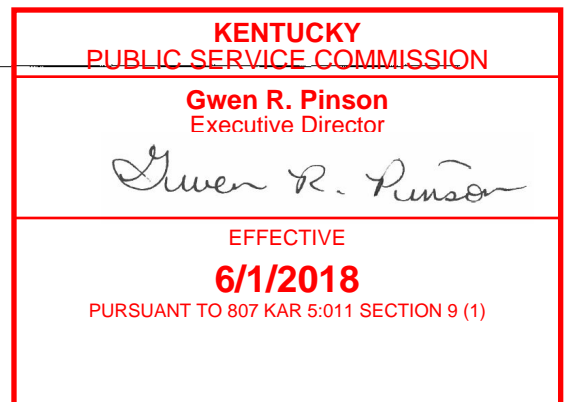 KENTUCKY
PUBLIC SERVICE COMMISSION
Gwen R. Pinson
Executive Director
Gwen R. Pinson
EFFECTIVE
6/1/2018
PURSUANT TO 807 KAR 5:011 SECTION 9 (1)